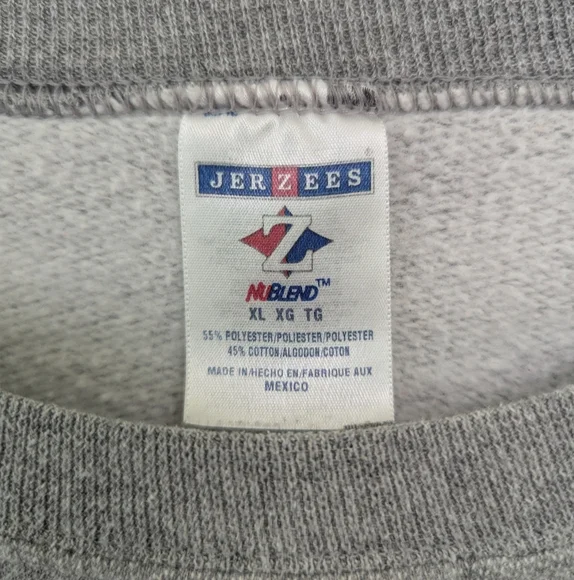 JERZEES ®
Z
NUBLEND™
XL XG TG
55% POLYESTER/POLIESTER/POLYESTER
45% COTTON/ALGODON/COTON
MADE IN/HECHO EN/FABRIQUE AUX
MEXICO